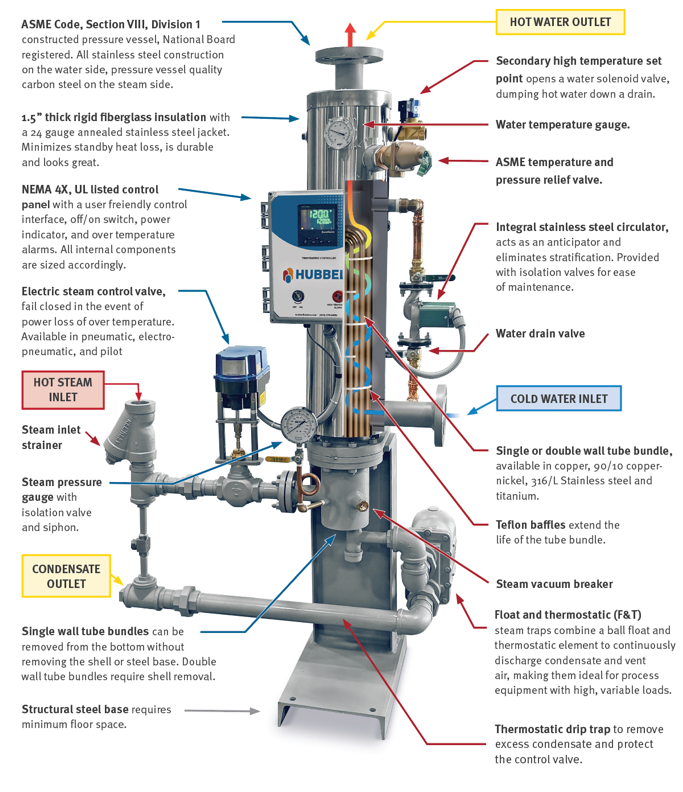 ASME Code, Section VIII, Division 1
constructed pressure vessel, National Board
registered. All stainless steel construction
on the water side, pressure vessel quality
carbon steel on the steam side.
1.5” thick rigid fiberglass insulation with
a 24 gauge annealed stainless steel jacket.
Minimizes standby heat loss, is durable
and looks great.
NEMA 4X, UL listed control
panel with a user freiendly control
interface, off/on switch, power
indicator, and over temperature
alarms. All internal components
are sized accordingly.
Electric steam control valve,
fail closed in the event of
power loss of over temperature.
Available in pneumatic, electro-
pneumatic, and pilot
HOT STEAM
INLET
Steam inlet
strainer
Steam pressure
gauge with
isolation valve
and siphon.
CONDENSATE
OUTLET
Single wall tube bundles can be
removed from the bottom without
removing the shell or steel base. Double
wall tube bundles require shell removal.
Structural steel base requires
minimum floor space.
HUBBEL
HOT WATER OUTLET
Secondary high temperature set
point opens a water solenoid valve,
dumping hot water down a drain.
Water temperature gauge.
ASME temperature and
pressure relief valve.
Integral stainless steel circulator,
acts as an anticipator and
eliminates stratification. Provided
with isolation valves for ease
of maintenance.
Water drain valve
COLD WATER INLET
Single or double wall tube bundle,
available in copper, 90/10 copper-
nickel, 316/L Stainless steel and
titanium.
Teflon baffles extend the
life of the tube bundle.
Steam vacuum breaker
Float and thermostatic (F&T)
steam traps combine a ball float and
thermostatic element to continuously
discharge condensate and vent
air, making them ideal for process
equipment with high, variable loads.
Thermostatic drip trap to remove
excess condensate and protect
the control valve.